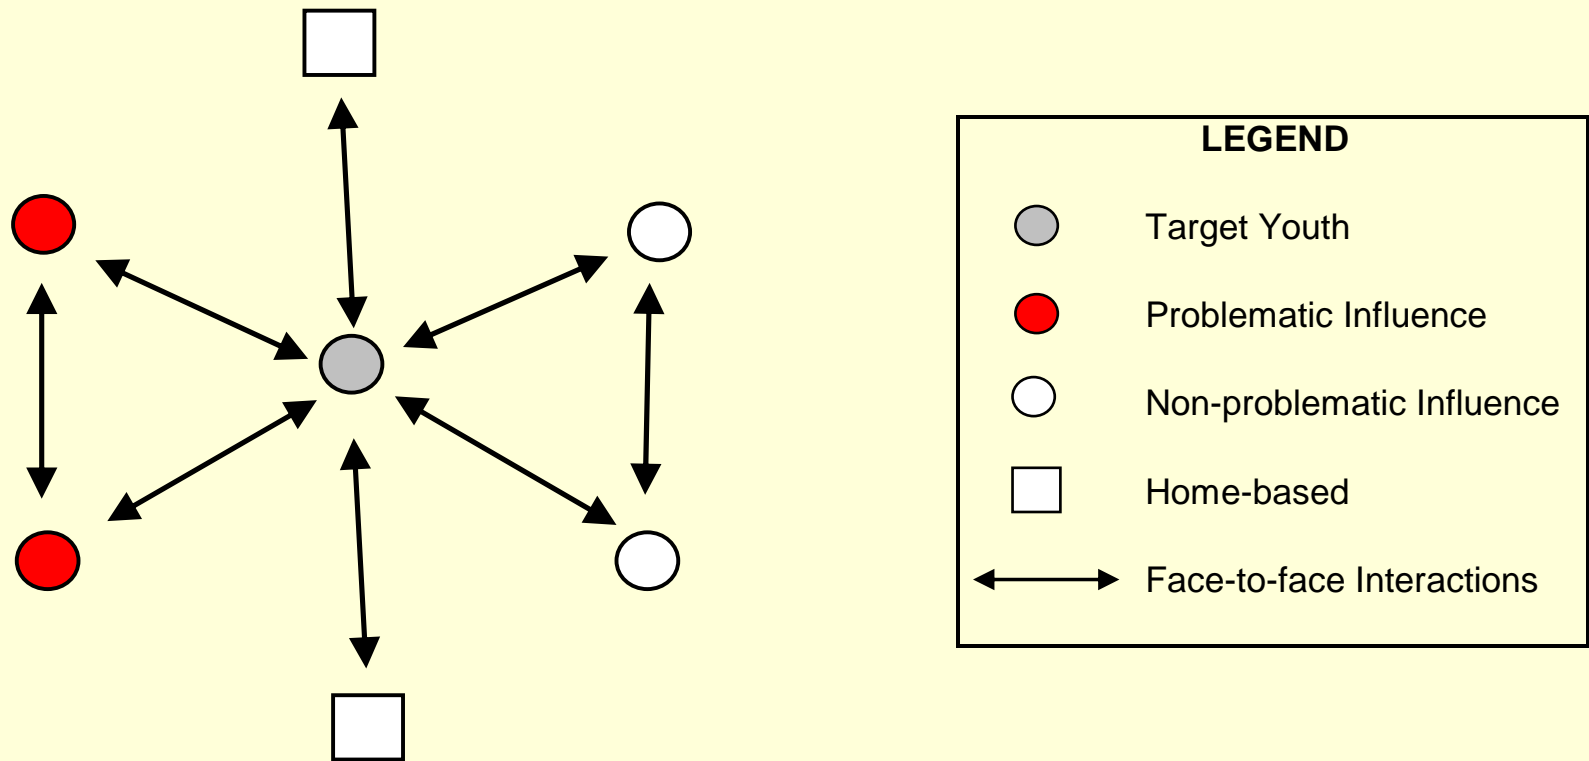 LEGEND
Target Youth
Problematic Influence
Non-problematic Influence
Home-based
Face-to-face Interactions